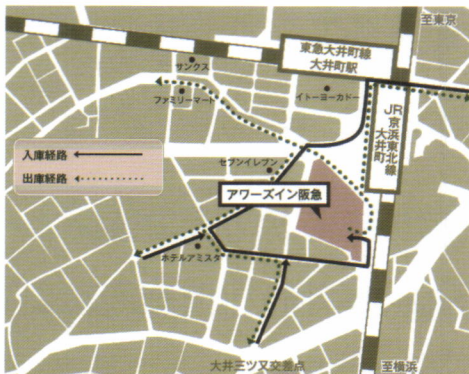 至東京
東急大井町線
大井町駅
サンクス
ファミリーマート
イトーヨーカドー
JR京浜東北線
大井町
入庫経路
出庫経路
セブンイレブン
アワーズイン阪急
ホテルアミスタ
大井三ツ又交差点
至横浜